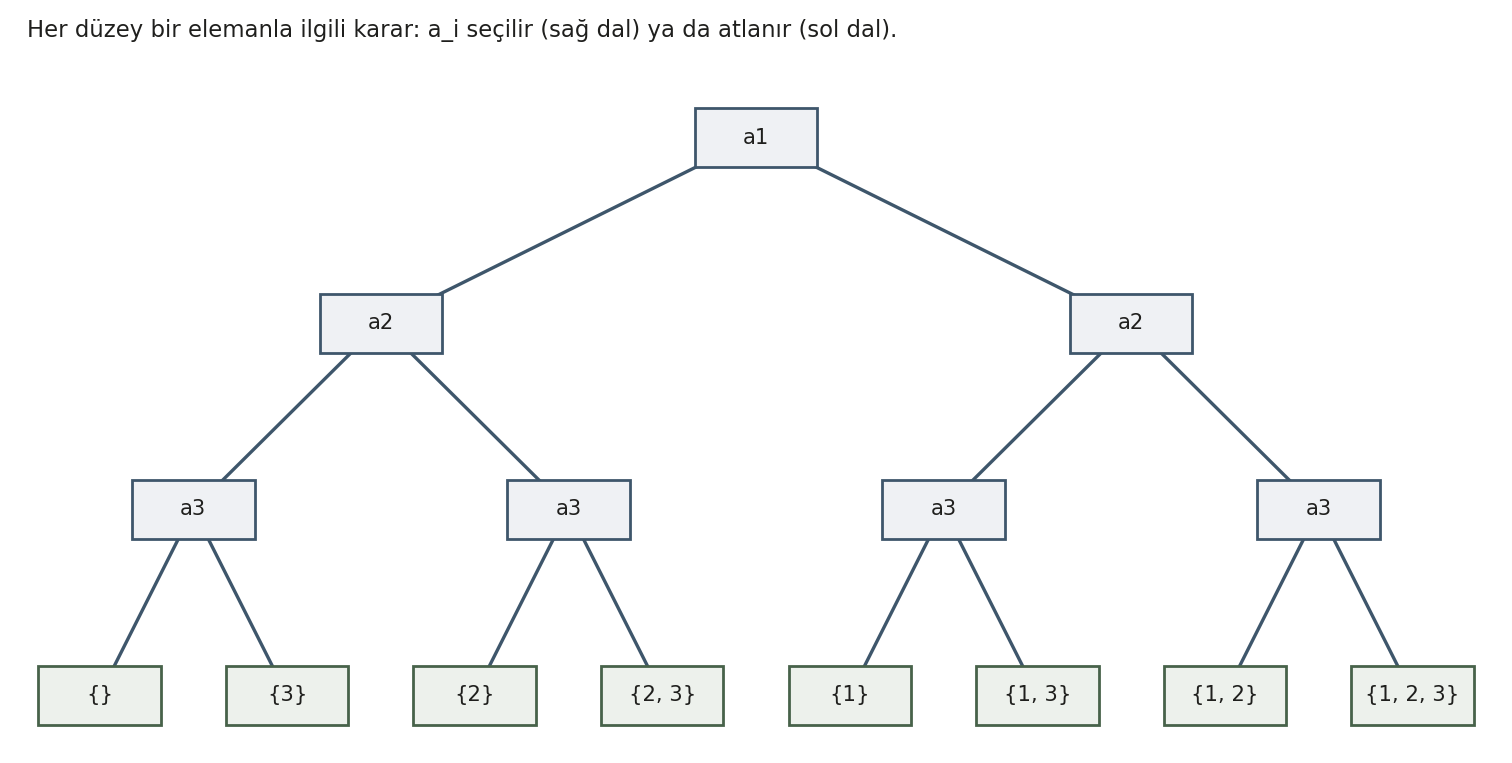 Her düzey bir elemanla ilgili karar: a_i seçilir (sağ dal) ya da atlanır (sol dal).
a1
a2
a2
a3
a3
a3
a3
{}
{3}
{2}
{2, 3}
{1}
{1, 3}
{1, 2}
{1, 2, 3}